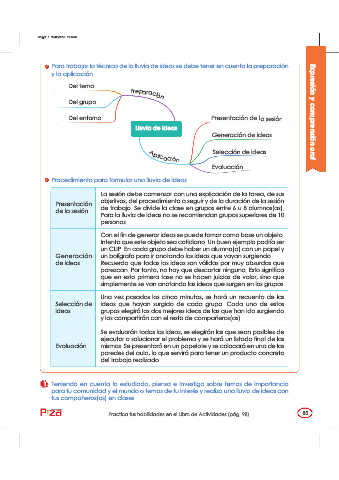 Para trabajar la técnica de la lluvia de ideas se debe tener en cuenta la preparación
y la aplicación
Del tema
Preparación
Del grupo
Del entorno
Lluvia de ideas
Presentación de la sesión
Generación de ideas
Aplicación
Selección de ideas
Evaluación
Expresión y comprensión oral
Procedimiento para formular una lluvia de ideas
Presentación
de la sesión
La sesión debe comenzar con una explicación de la tarea, de sus
objetivos, del procedimiento a seguir y de la duración de la sesión
de trabajo. Se divide la clase en grupos entre 6 u 8 alumnos(as).
Para la lluvia de ideas no se recomiendan grupos superiores de 10
personas
Generación
de ideas
Con el fin de generar ideas se puede tomar como base un objeto.
Intenta que este objeto sea cotidiano. Un buen ejemplo podría ser
un CLIP. En cada grupo debe haber un alumno(a) con un papel y
un bolígrafo para ir anotando las ideas que vayan surgiendo.
Recuerda que todas las ideas son válidas por muy absurdas que
parezcan. Por tanto, no hay que descartar ninguna. Esto significa
que en esta primera fase no se hacen juicios de valor, sino que
simplemente se van anotando las ideas que surgen en los grupos
Selección de
ideas
Una vez pasados los cinco minutos, se hará un recuento de las
ideas que hayan surgido de cada grupo. Cada uno de estos
grupos elegirá las dos mejores ideas de las que han ido surgiendo
y las compartirán con el resto de compañeros(as)
Evaluación
Se evaluarán todas las ideas, se elegirán las que sean posibles de
ejecutar o solucionar el problema y se hará un listado final de las
mismas. Se presentará en un papelote y se colocará en una de las
paredes del aula, lo que servirá para tener un producto concreto
del trabajo realizado
Teniendo en cuenta lo estudiado, piensa e investiga sobre temas de importancia
para tu comunidad y el mundo o temas de tu interés y realiza una lluvia de ideas con
tus compañeros(as) en clases
Practica tus habilidades en el Libro de Actividades (pág. 98)